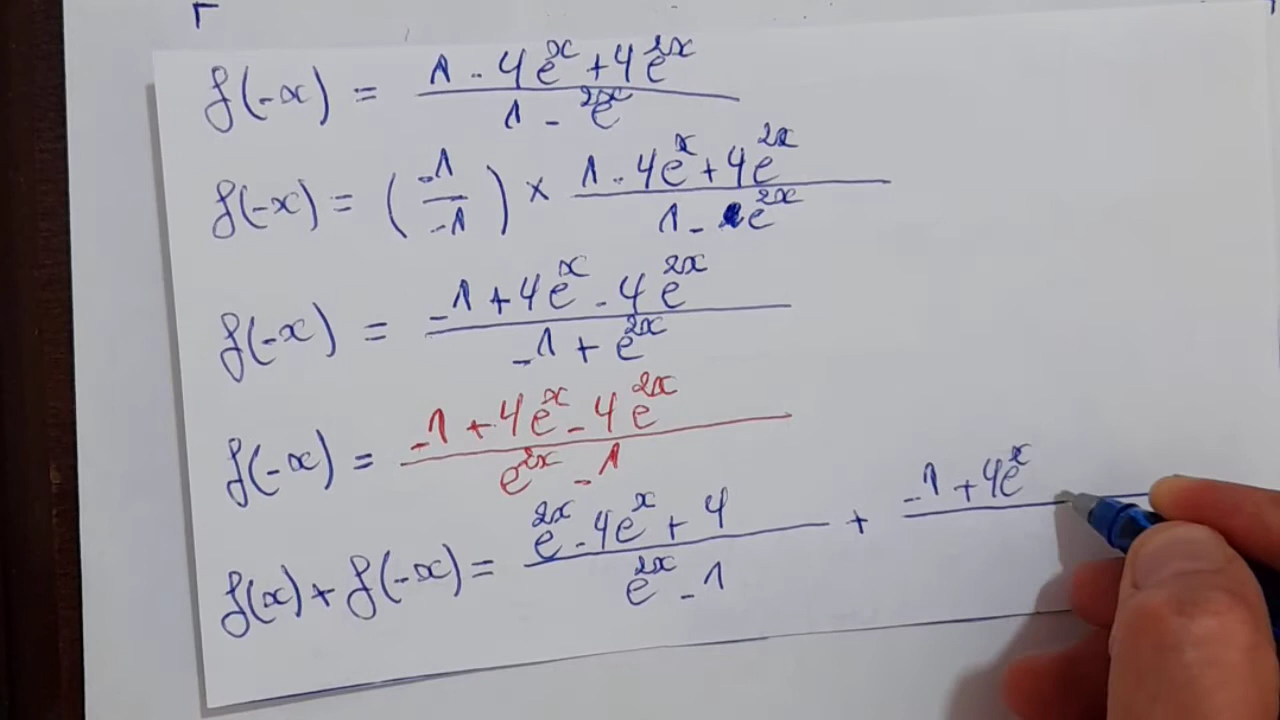 f(-x) = (1 - 4e^x + 4e^{2x}) / (1 - e^{2x})
f(-x) = (-1 / -1) × (1 - 4e^x + 4e^{2x}) / (1 - e^{2x})
f(-x) = (-1 + 4e^x - 4e^{2x}) / (-1 + e^{2x})
f(-x) = (-1 + 4e^x - 4e^{2x}) / (e^{2x} - 1)
f(x) + f(-x) = (e^{2x} - 4e^x + 4) / (e^{2x} - 1) + (-1 + 4e^x